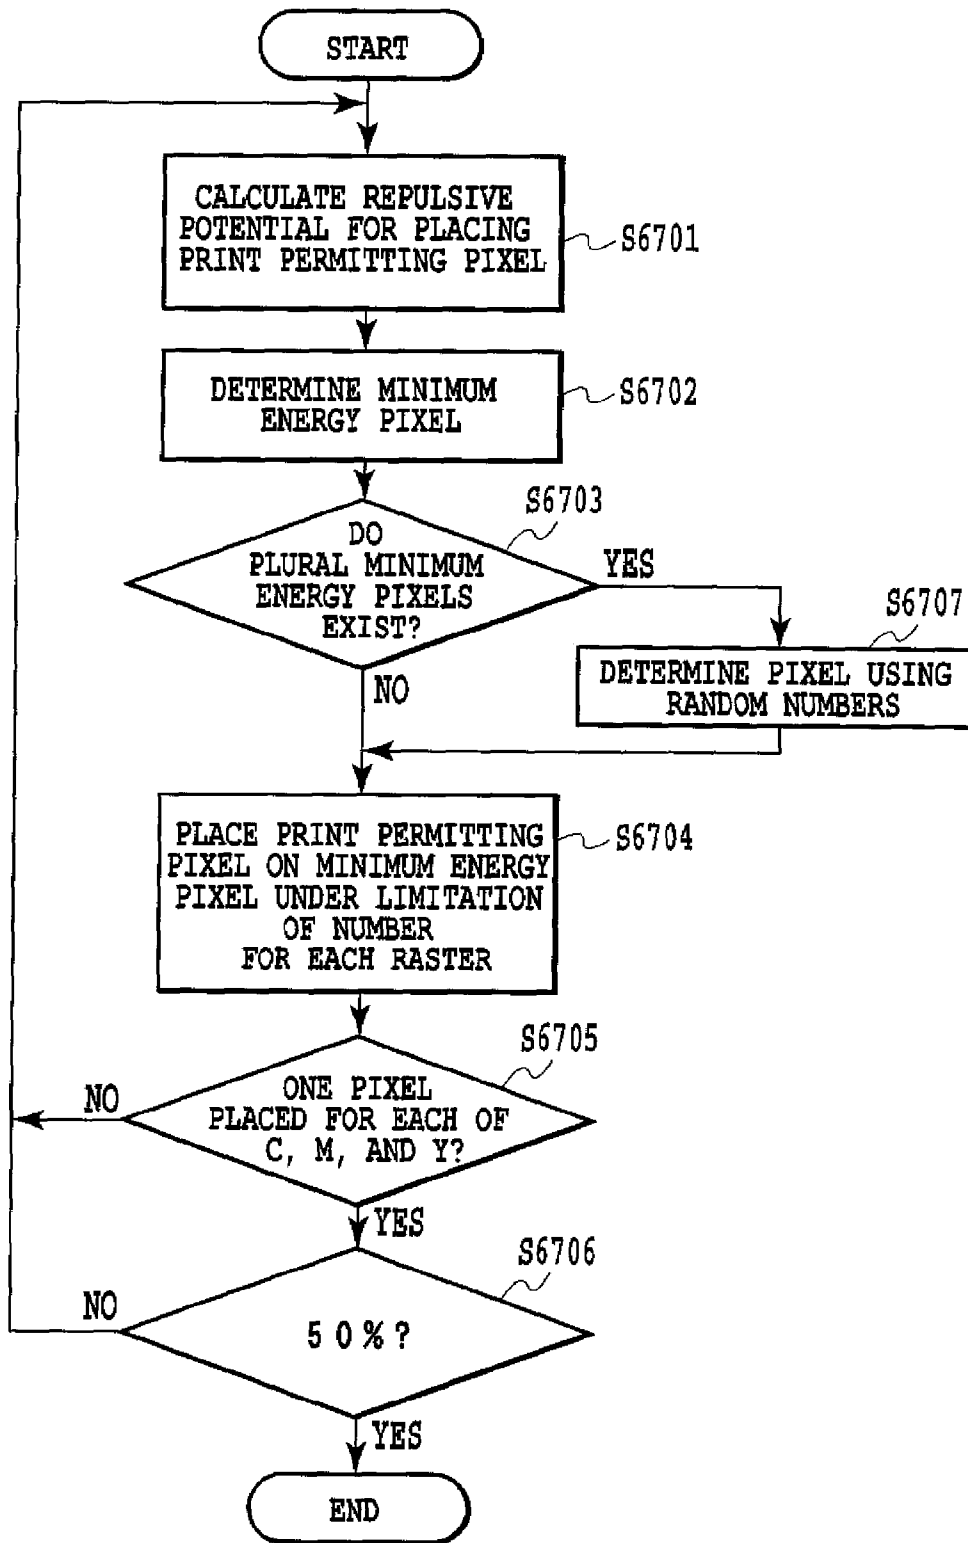 START
CALCULATE REPULSIVE
POTENTIAL FOR PLACING
PRINT PERMITTING PIXEL
S6701
DETERMINE MINIMUM
ENERGY PIXEL
S6702
S6703
DO
PLURAL MINIMUM
ENERGY PIXELS
EXIST?
YES
NO
S6707
DETERMINE PIXEL USING
RANDOM NUMBERS
PLACE PRINT PERMITTING
PIXEL ON MINIMUM ENERGY
PIXEL UNDER LIMITATION
OF NUMBER
FOR EACH RASTER
S6704
S6705
ONE PIXEL
PLACED FOR EACH OF
C, M, AND Y?
NO
YES
S6706
50%?
NO
YES
END